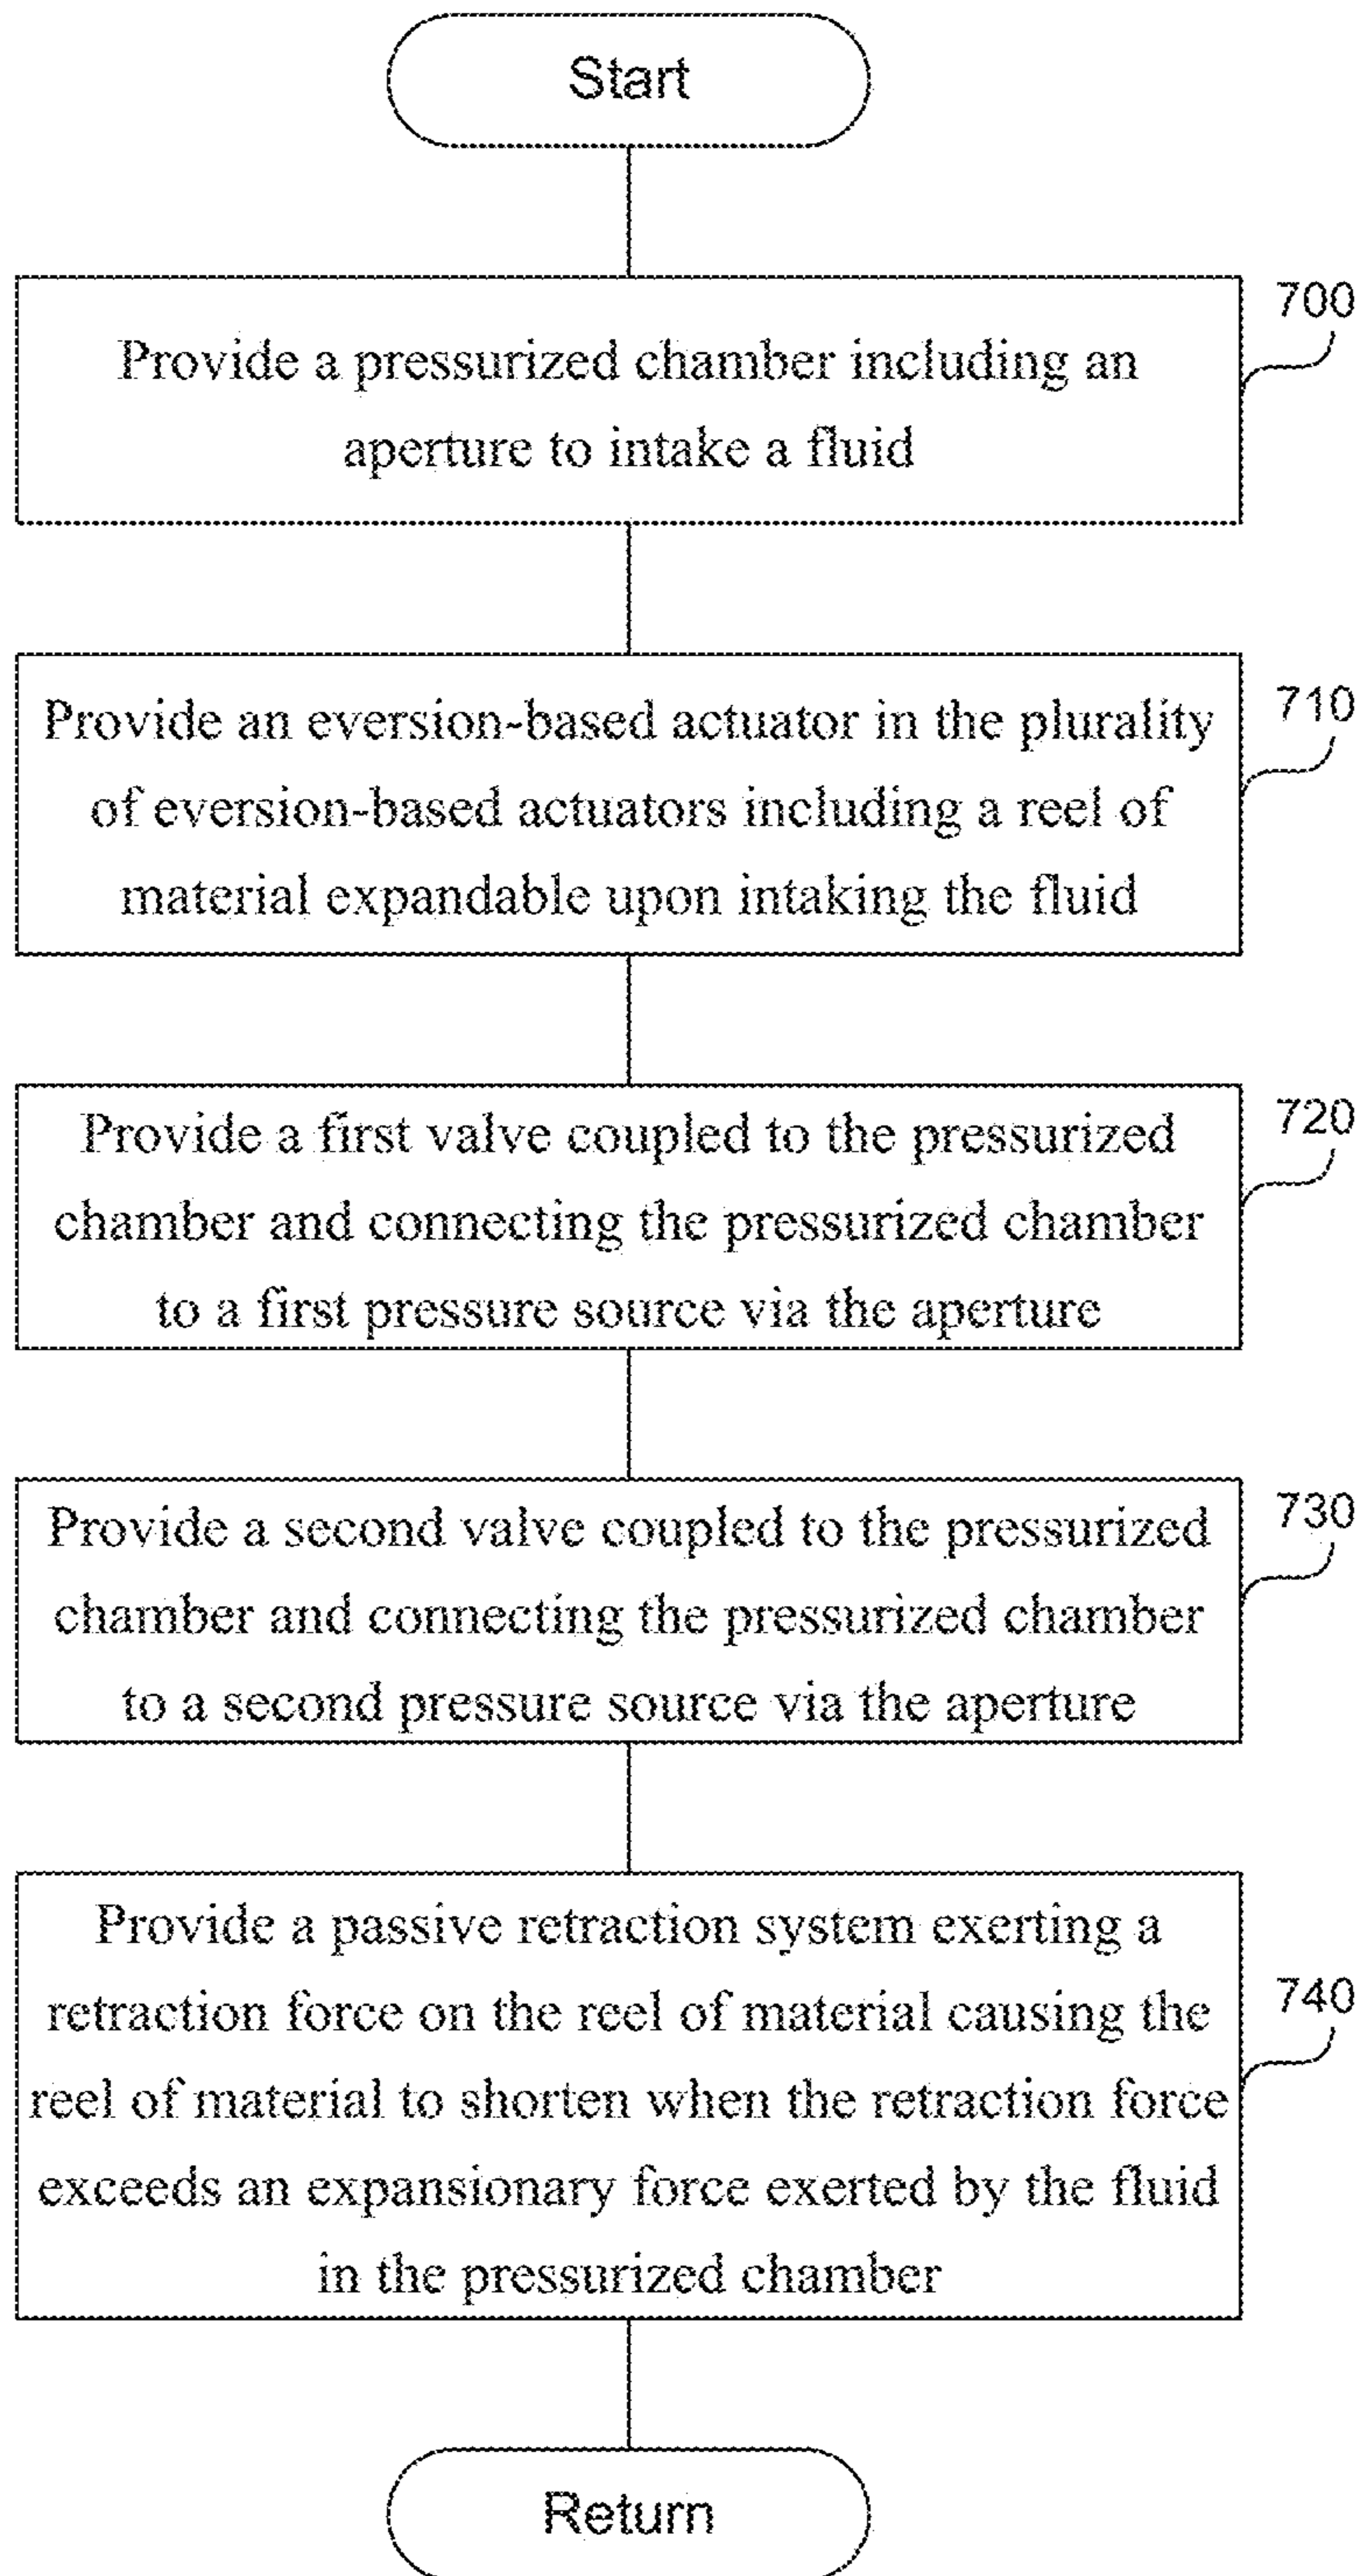 Start
700
Provide a pressurized chamber including an
aperture to intake a fluid
710
Provide an eversion-based actuator in the plurality
of eversion-based actuators including a reel of
material expandable upon intaking the fluid
720
Provide a first valve coupled to the pressurized
chamber and connecting the pressurized chamber
to a first pressure source via the aperture
730
Provide a second valve coupled to the pressurized
chamber and connecting the pressurized chamber
to a second pressure source via the aperture
740
Provide a passive retraction system exerting a
retraction force on the reel of material causing the
reel of material to shorten when the retraction force
exceeds an expansionary force exerted by the fluid
in the pressurized chamber
Return